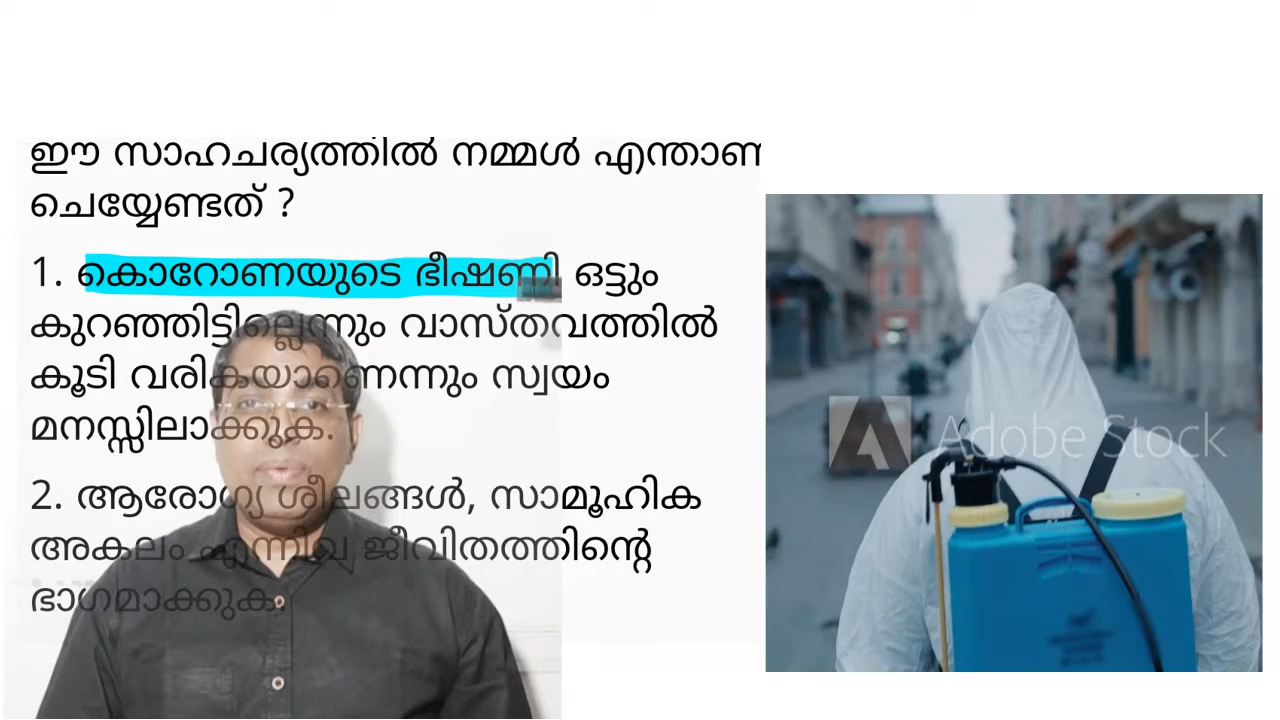 ഈ സാഹചര്യത്തിൽ നമ്മൾ എന്താണ്
ചെയ്യേണ്ടത് ?
1. കൊറോണയുടെ ഭീഷണി ഒട്ടും
കുറഞ്ഞിട്ടില്ലെന്നും വാസ്തവത്തിൽ
കൂടി വരികയാണെന്നും സ്വയം
മനസ്സിലാക്കുക.
2. ആരോഗ്യ ശീലങ്ങൾ, സാമൂഹിക
അകലം എന്നിവ ജീവിതത്തിന്റെ
ഭാഗമാക്കുക.
Adobe Stock